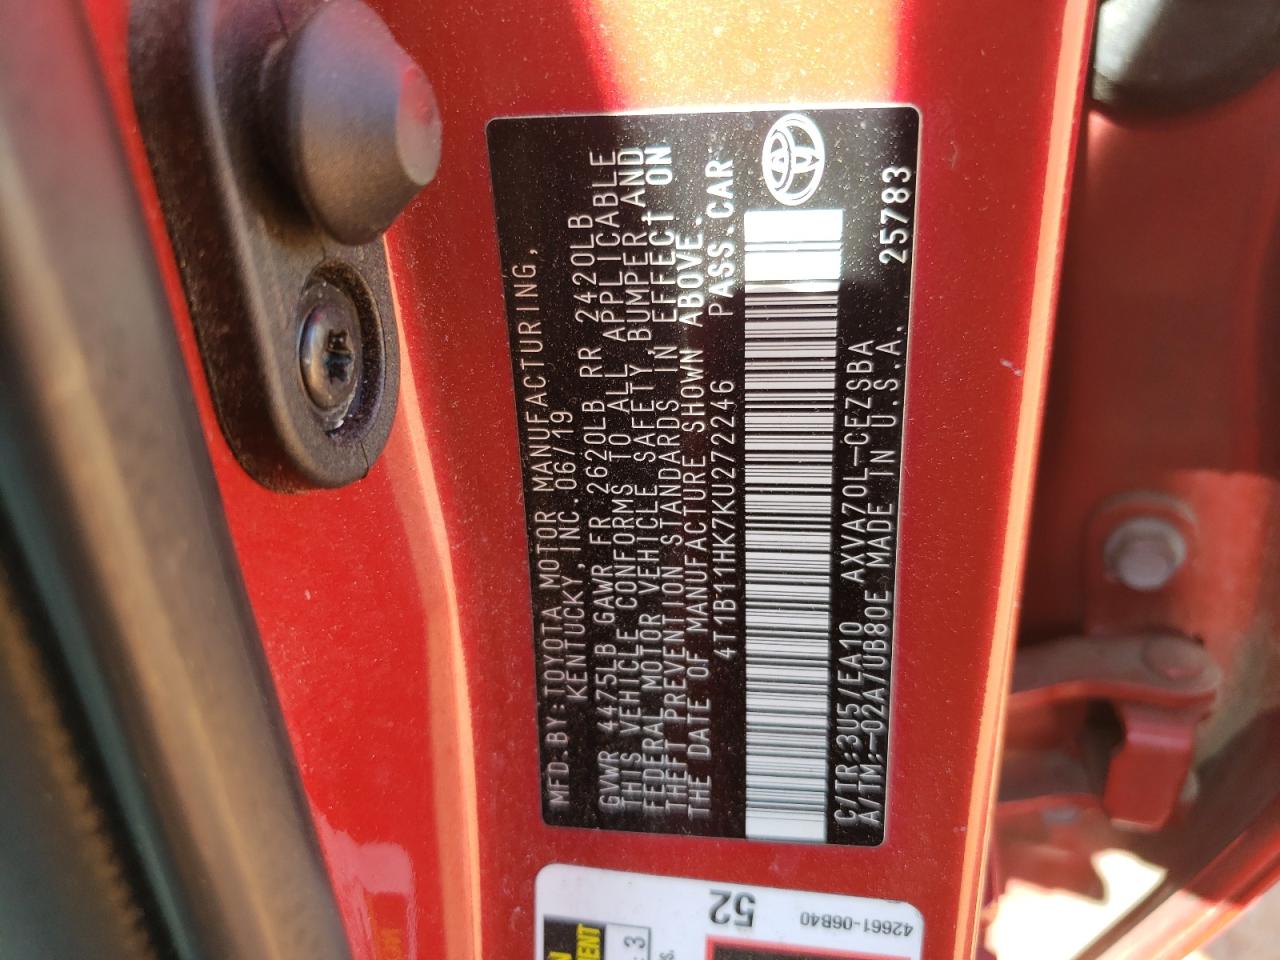 MFD.BY:TOYOTA MOTOR MANUFACTURING,
KENTUCKY,INC.06/19
GVWR 4475LB GAWR FR 2620LB RR 2420LB
THIS VEHICLE CONFORMS TO ALL APPLICABLE
FEDERAL MOTOR VEHICLE SAFETY,BUMPER AND
THEFT PREVENTION STANDARDS IN EFFECT ON
THE DATE OF MANUFACTURE SHOWN ABOVE.
4T1B11HK7KU272246 PASS.CAR
C/TR:3U5/EA10 AXVA70L-CEZSBA
A/TM:-02A/UB80E MADE IN U.S.A. 25783
52
42661-06B40
3